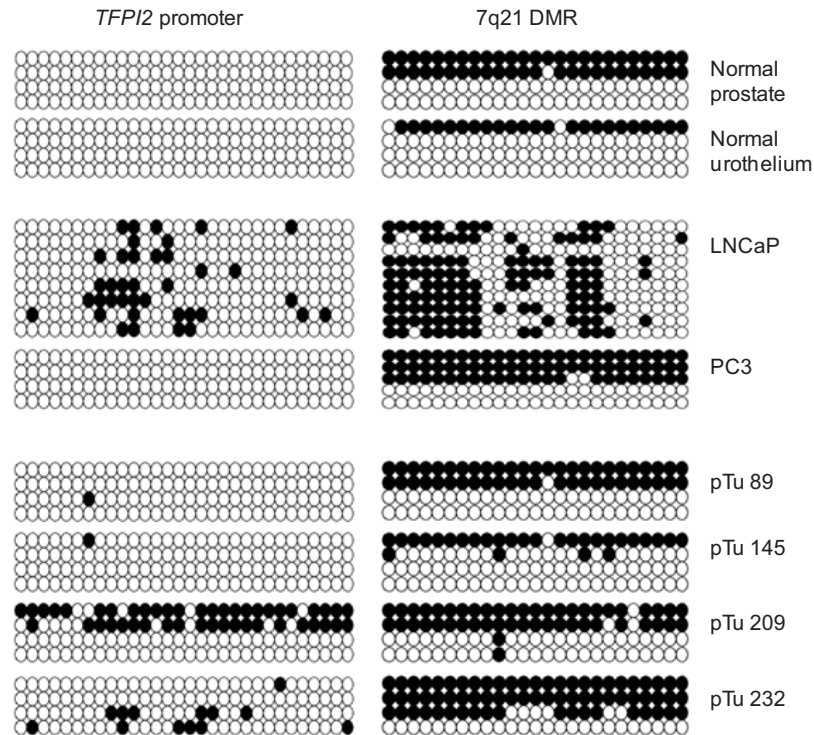 TFPI2 promoter
7q21 DMR
Normal
prostate
Normal
urothelium
LNCaP
PC3
pTu 89
pTu 145
pTu 209
pTu 232